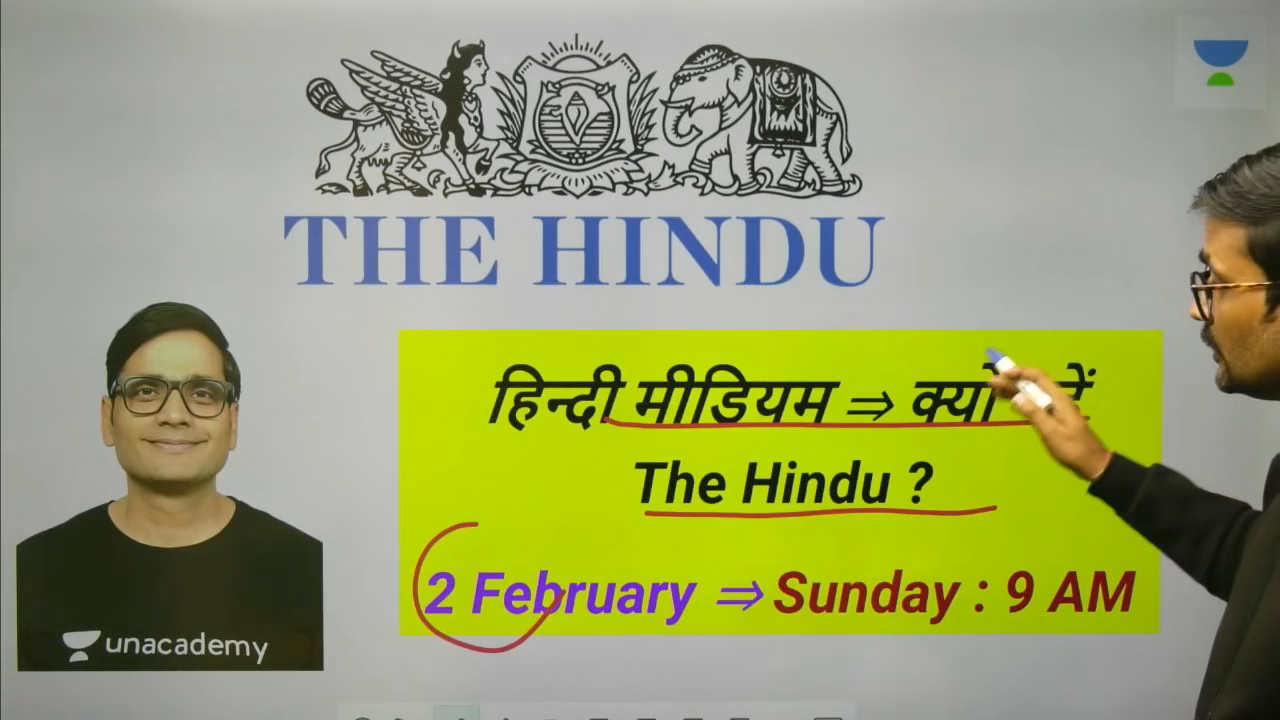 THE HINDU
हिन्दी मीडियम ⇒ क्यों
The Hindu ?
2 February ⇒ Sunday : 9 AM
unacademy